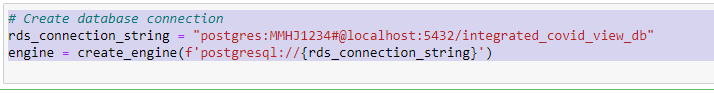 # Create database connection
rds_connection_string = "postgres:MMHJ1234#@localhost:5432/integrated_covid_view_db"
engine = create_engine(f'postgresql://{rds_connection_string}')